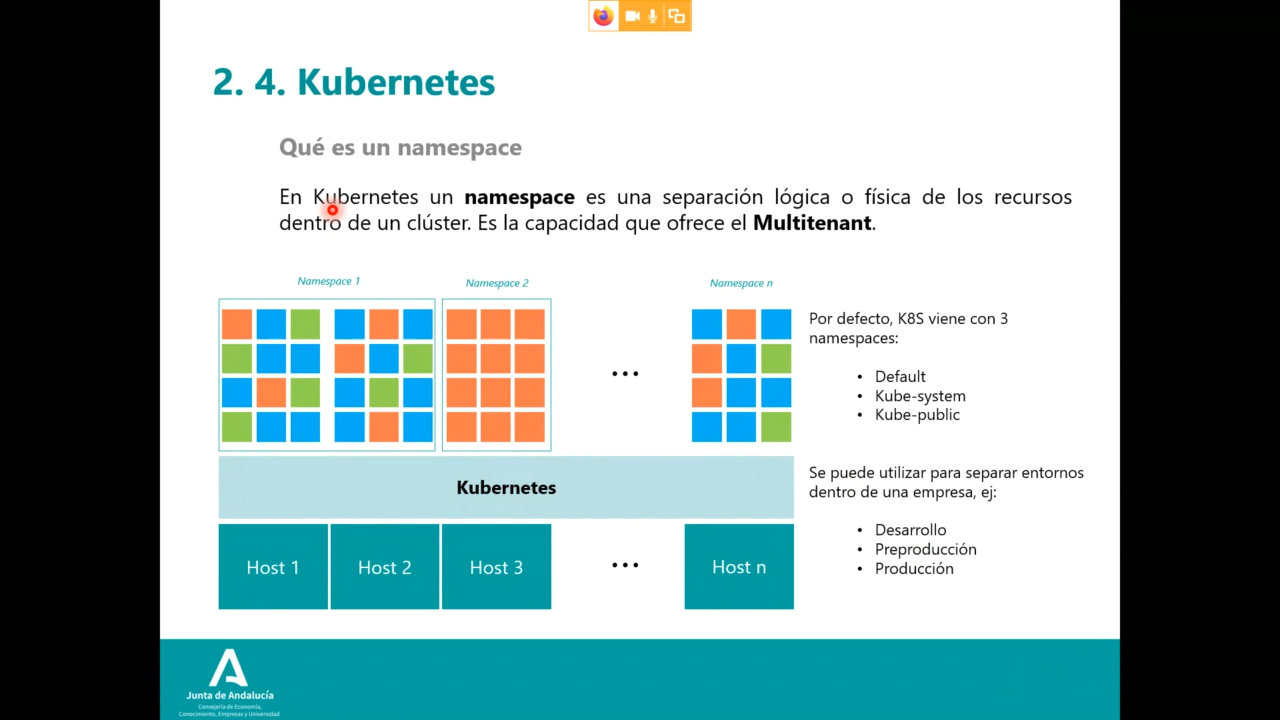 2. 4. Kubernetes
Qué es un namespace
En Kubernetes un namespace es una separación lógica o física de los recursos
dentro de un clúster. Es la capacidad que ofrece el Multitenant.
Namespace 1
Namespace 2
Namespace n
...
Por defecto, K8S viene con 3
namespaces:
• Default
• Kube-system
• Kube-public
Kubernetes
Se puede utilizar para separar entornos
dentro de una empresa, ej:
• Desarrollo
• Preproducción
• Producción
Host 1
Host 2
Host 3
...
Host n
Junta de Andalucía
Consejería de Economía,
Conocimiento, Empresas y Universidad